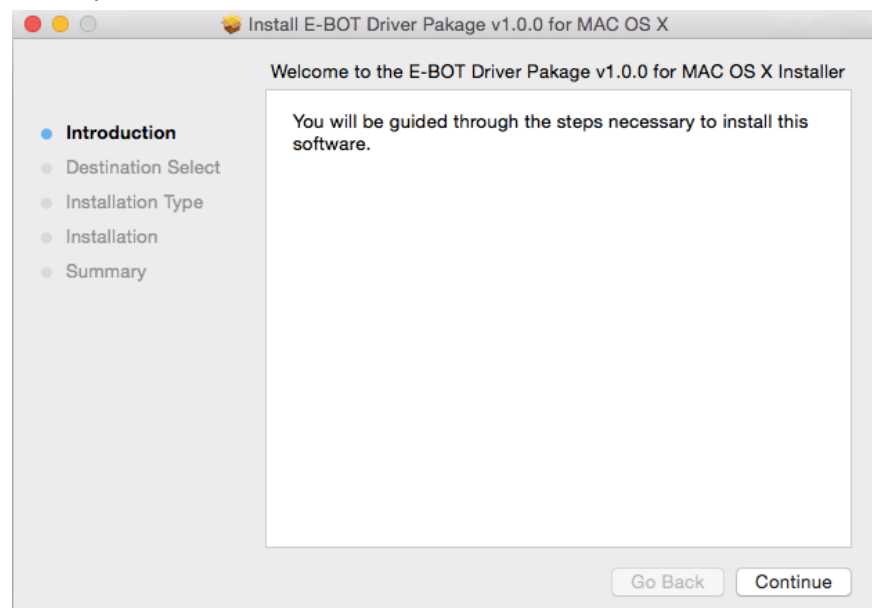 Install E-BOT Driver Pakage v1.0.0 for MAC OS X
Welcome to the E-BOT Driver Pakage v1.0.0 for MAC OS X Installer
Introduction
Destination Select
Installation Type
Installation
Summary
You will be guided through the steps necessary to install this
software.
Go Back
Continue